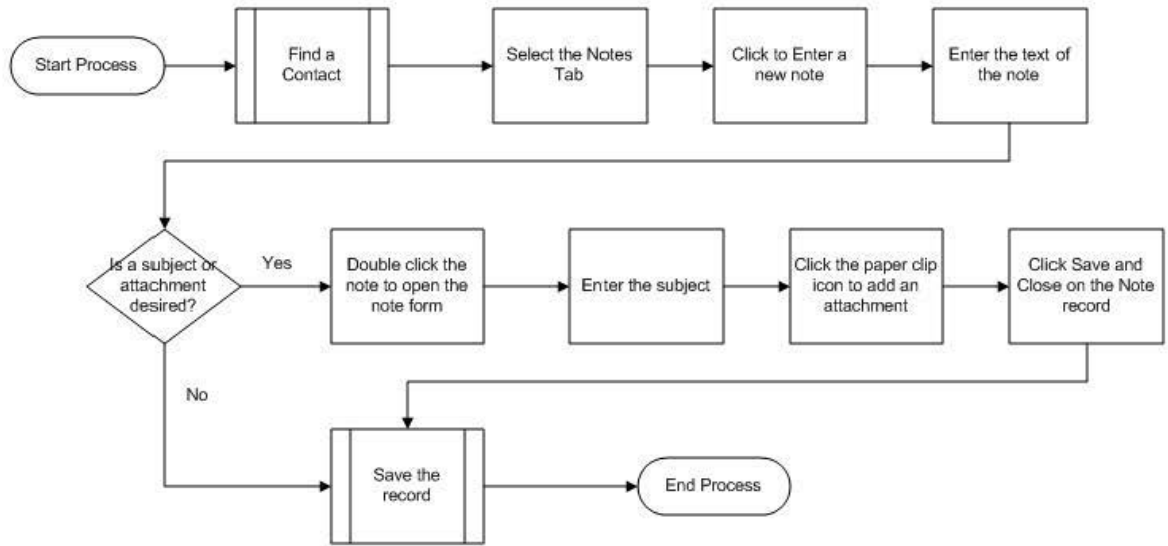 Start Process
Find a
Contact
Select the Notes
Tab
Click to Enter a
new note
Enter the text of
the note
Is a subject or
attachment
desired?
Yes
Double click the
note to open the
note form
Enter the subject
Click the paper clip
icon to add an
attachment
Click Save and
Close on the Note
record
No
Save the
record
End Process